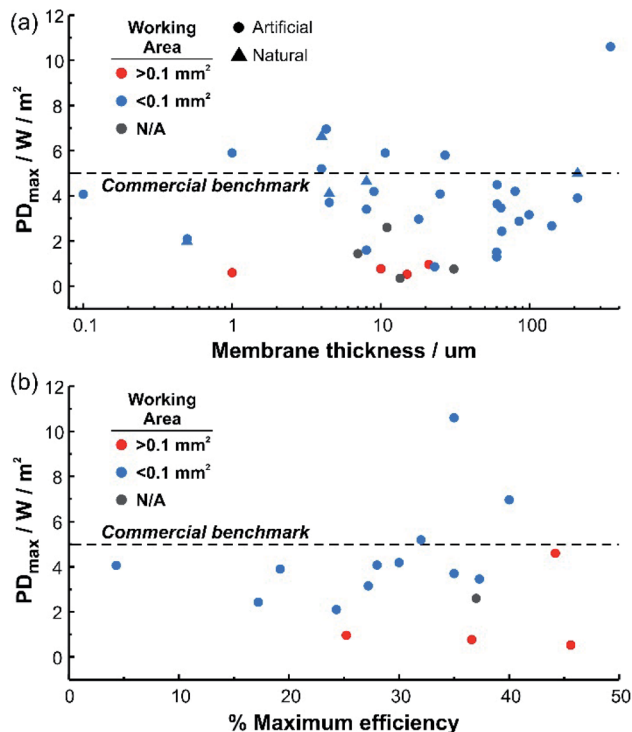 (a)
Working
Area
>0.1 mm²
<0.1 mm²
N/A
Artificial
Natural
Commercial benchmark
12
10
8
6
4
2
0
PDmax / W / m²
0.1
1
10
100
Membrane thickness / um
(b)
Working
Area
>0.1 mm²
<0.1 mm²
N/A
Commercial benchmark
12
10
8
6
4
2
0
PDmax / W / m²
0
10
20
30
40
50
% Maximum efficiency